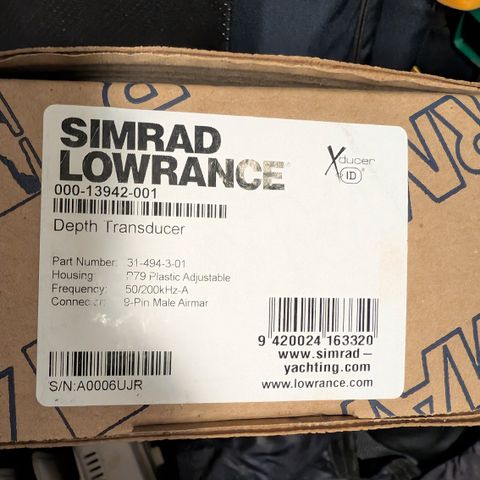 SIMRAD
LOWRANCE
Xducer
ID
000-13942-001
Depth Transducer
Part Number: 31-494-3-01
Housing: P79 Plastic Adjustable
Frequency: 50/200kHz-A
Connector: 9-Pin Male Airmar
9 420024 163320
www.simrad-
yachting.com
www.lowrance.com
S/N:A0006UJR